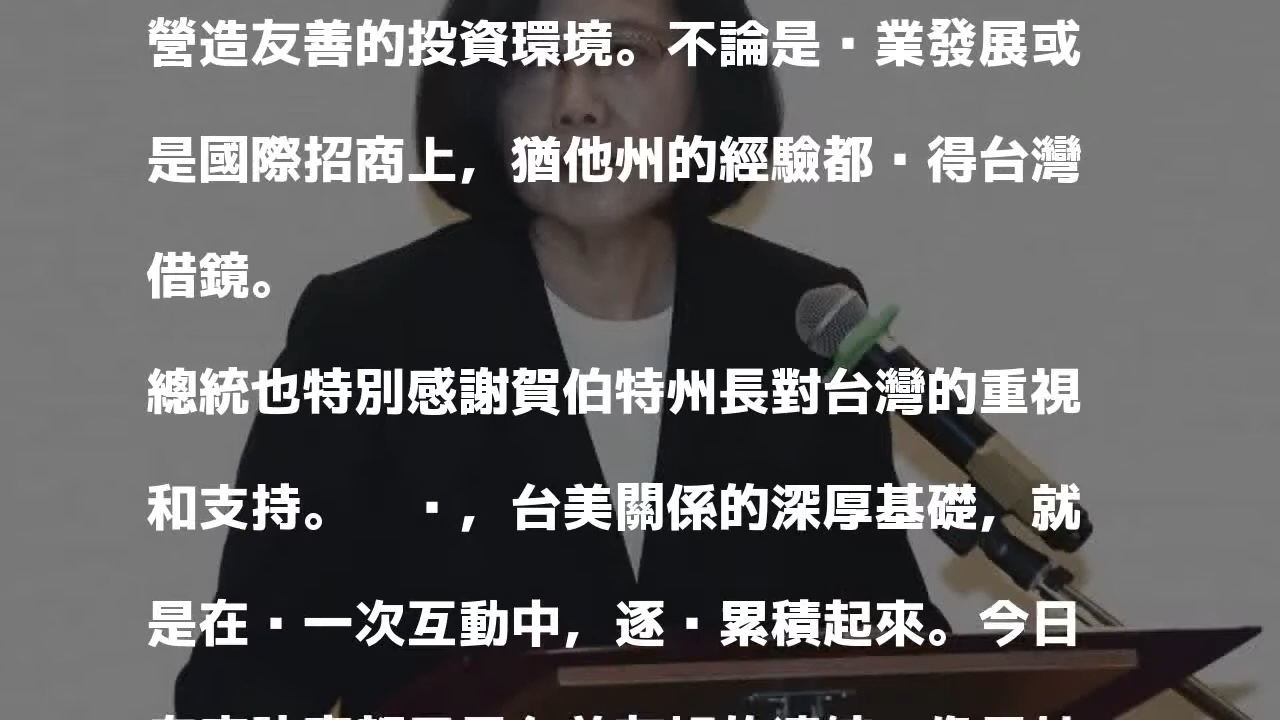 營造友善的投資環境。不論是▪業發展或
是國際招商上，猶他州的經驗都▪得台灣
借鏡。
總統也特別感謝賀伯特州長對台灣的重視
和支持。 ▪，台美關係的深厚基礎，就
是在▪一次互動中，逐▪累積起來。今日